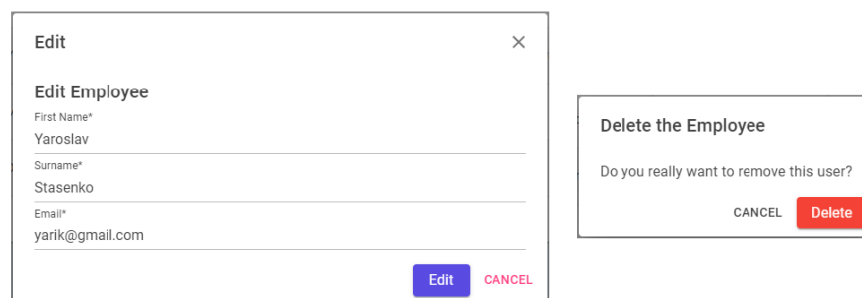 Edit
Edit Employee
First Name*
Yaroslav
Surname*
Stasenko
Email*
yarik@gmail.com
Edit CANCEL
Delete the Employee
Do you really want to remove this user?
CANCEL Delete